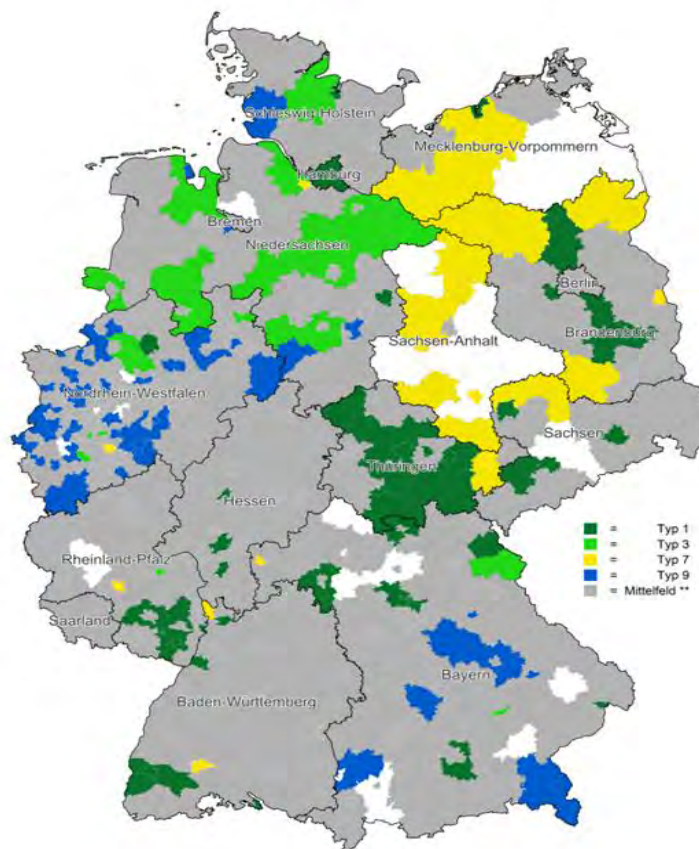 Schleswig-Holstein
Mecklenburg-Vorpommern
Hamburg
Bremen
Niedersachsen
Berlin
Sachsen-Anhalt
Brandenburg
Nordrhein-Westfalen
Sachsen
Thüringen
Hessen
= Typ 1
= Typ 3
= Typ 7
= Typ 9
= Mittelfeld **
Rheinland-Pfalz
Saarland
Bayern
Baden-Württemberg